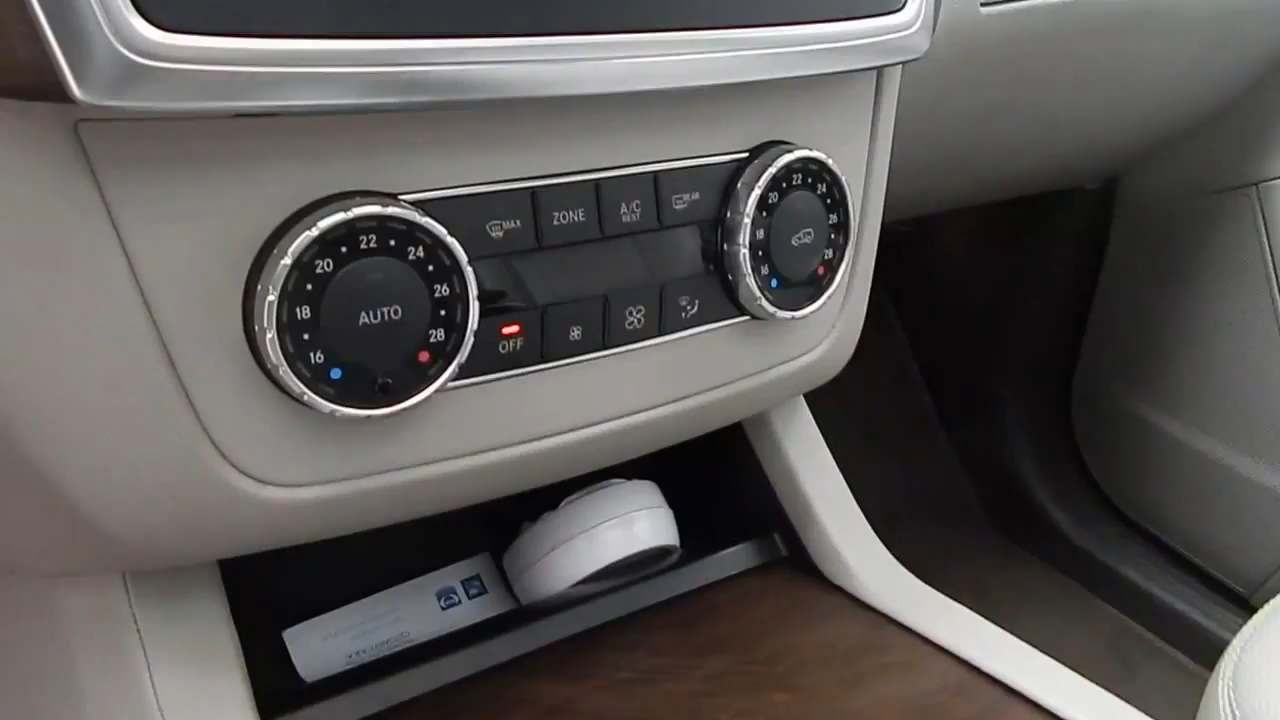 16 18 20 22 24 26 28
AUTO
MAX
ZONE
A/C
REST
REAR
OFF
16 18 20 22 24 26 28